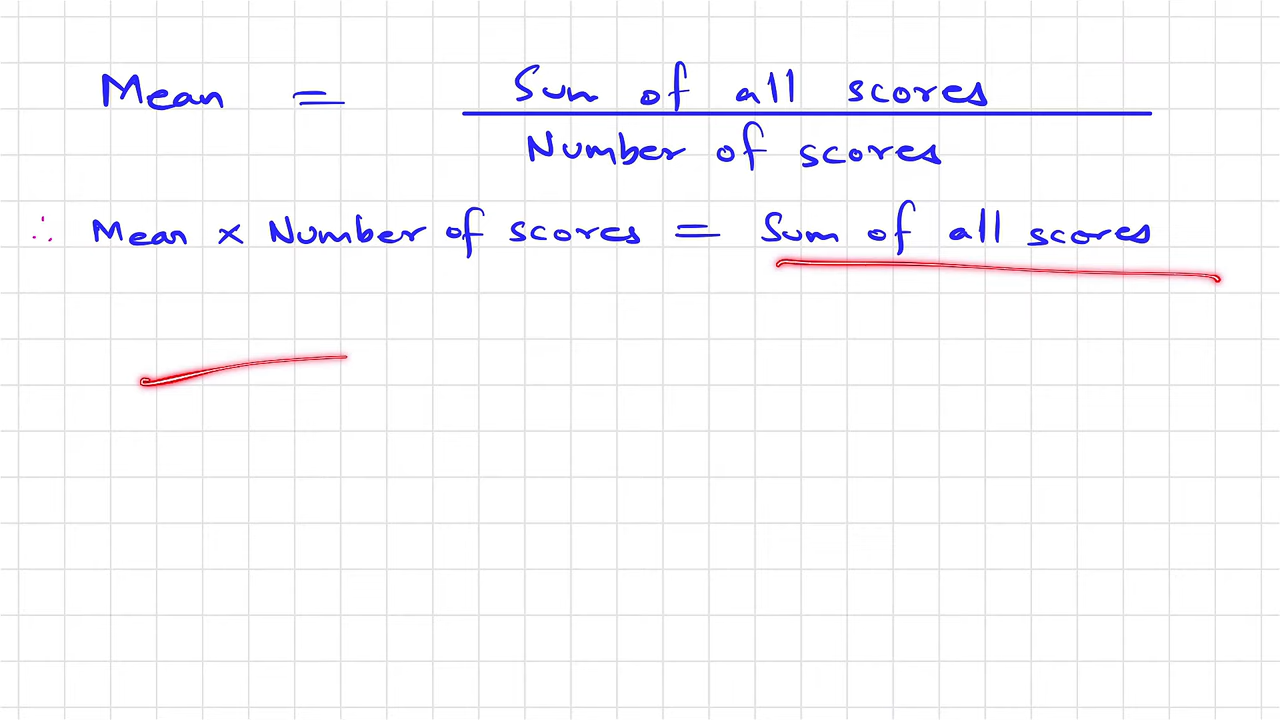 Mean = Sum of all scores
Number of scores
∴ Mean × Number of scores = Sum of all scores